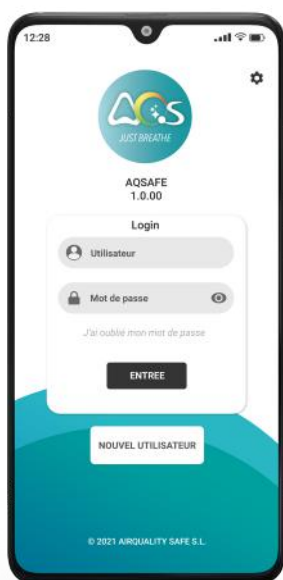 12:28
AQS
JUST BREATHE
AQSAFE
1.0.00
Login
Utilisateur
Mot de passe
J'ai oublié mon mot de passe
ENTREE
NOUVEL UTILISATEUR
© 2021 AIRQUALITY SAFE S.L.